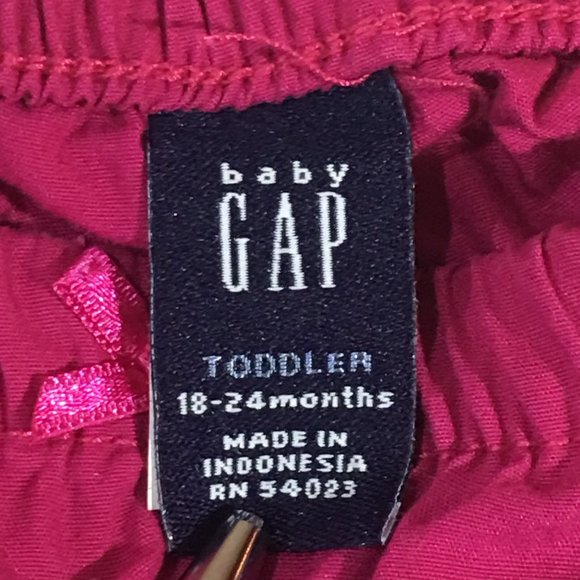 baby
GAP
TODDLER
18-24months
MADE IN
INDONESIA
RN 54023